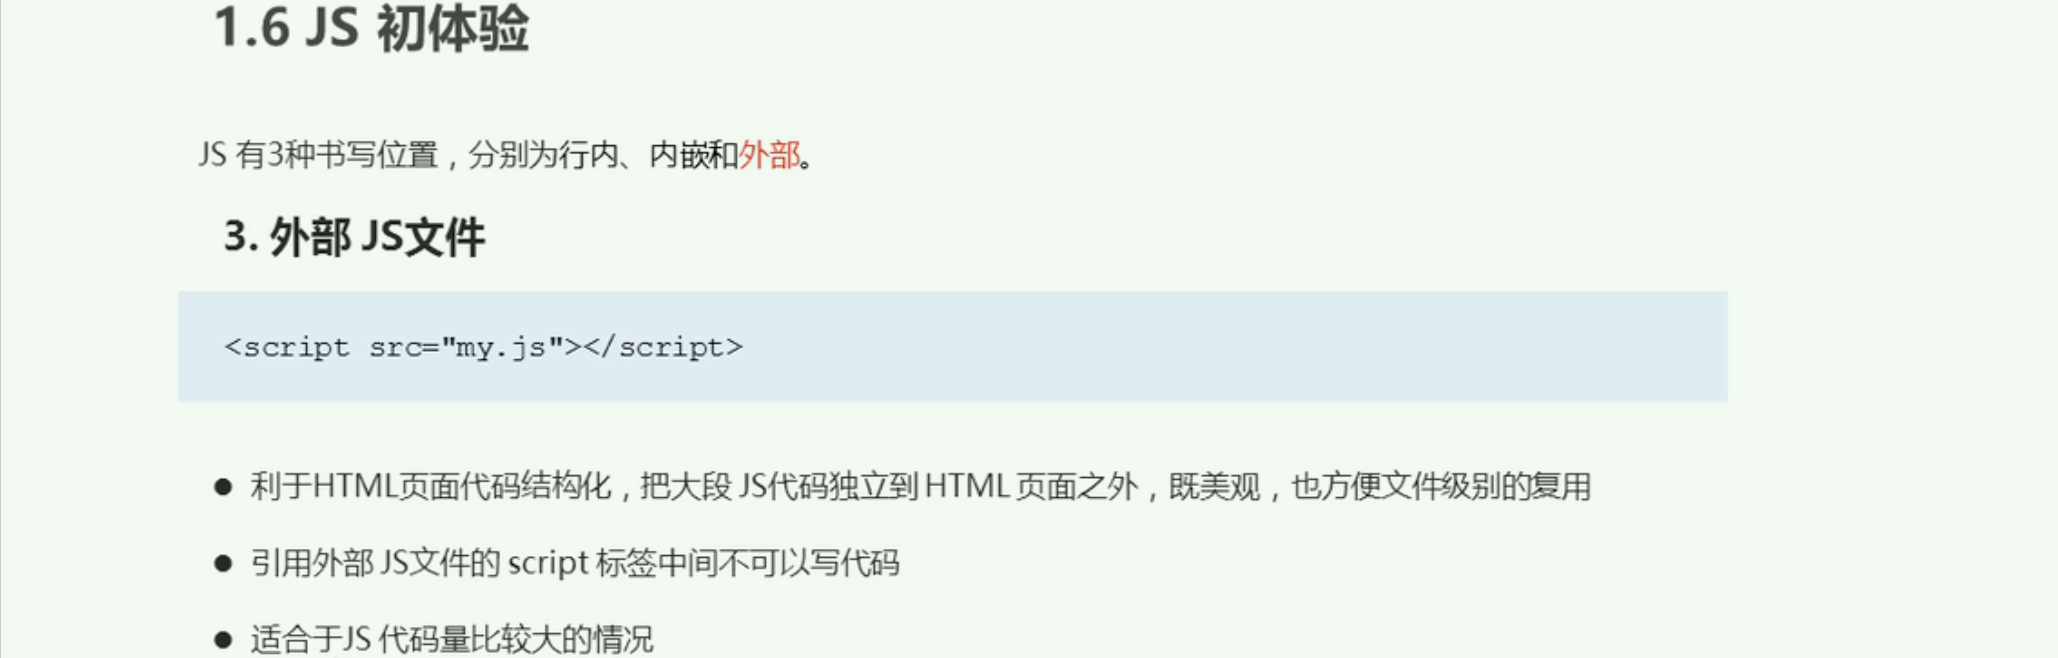 1.6 JS 初体验
JS 有3种书写位置，分别为行内、内嵌和外部。
3. 外部 JS文件
<script src="my.js"></script>
● 利于HTML页面代码结构化，把大段 JS代码独立到 HTML 页面之外，既美观，也方便文件级别的复用
● 引用外部 JS文件的 script 标签中间不可以写代码
● 适合于JS 代码量比较大的情况